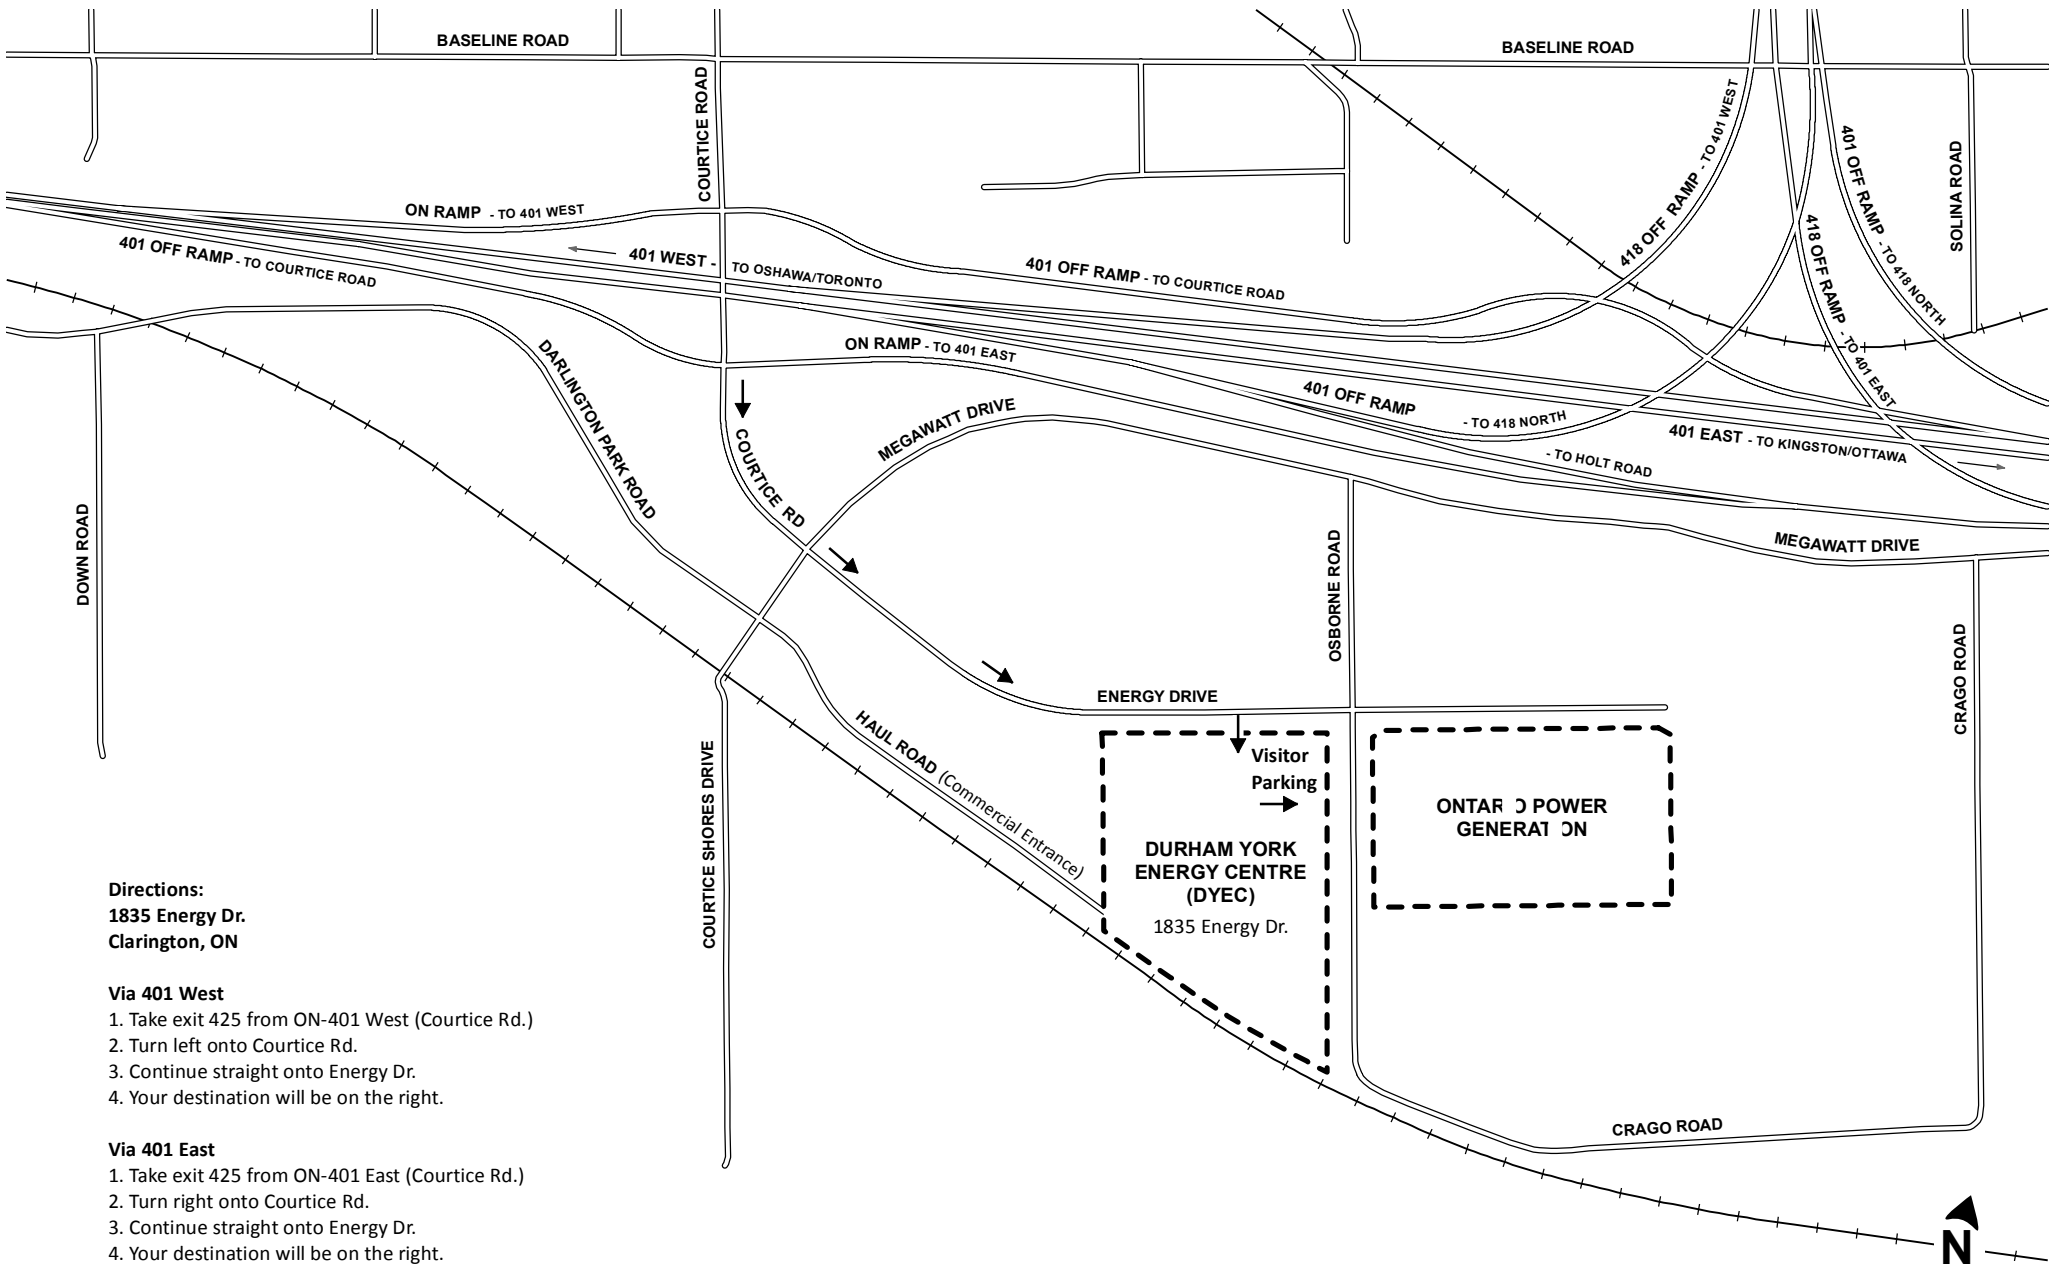 BASELINE ROAD
BASELINE ROAD
COURTICE ROAD
418 OFF RAMP - TO 401 WEST
401 OFF RAMP - TO 418 NORTH
SOLINA ROAD
ON RAMP - TO 401 WEST
401 OFF RAMP - TO COURTICE ROAD
401 WEST - TO OSHAWA/TORONTO
401 OFF RAMP - TO COURTICE ROAD
418 OFF RAMP - TO 401 EAST
ON RAMP - TO 401 EAST
DARLINGTON PARK ROAD
MEGAWATT DRIVE
401 OFF RAMP - TO 418 NORTH
- TO HOLT ROAD
401 EAST - TO KINGSTON/OTTAWA
COURTICE RD
DOWN ROAD
OSBORNE ROAD
MEGAWATT DRIVE
CRAGO ROAD
ENERGY DRIVE
HAUL ROAD (Commercial Entrance)
COURTICE SHORES DRIVE
Visitor
Parking
ONTAR O POWER
GENERAT ON
DURHAM YORK
ENERGY CENTRE
(DYEC)
1835 Energy Dr.
CRAGO ROAD
Directions:
1835 Energy Dr.
Clarington, ON
Via 401 West
1. Take exit 425 from ON-401 West (Courtice Rd.)
2. Turn left onto Courtice Rd.
3. Continue straight onto Energy Dr.
4. Your destination will be on the right.
Via 401 East
1. Take exit 425 from ON-401 East (Courtice Rd.)
2. Turn right onto Courtice Rd.
3. Continue straight onto Energy Dr.
4. Your destination will be on the right.
N